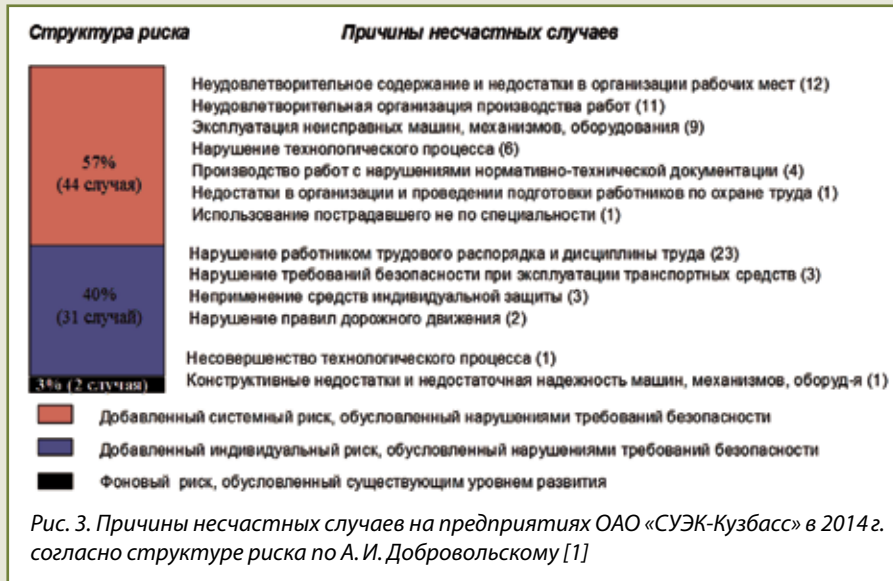 Структура риска
Причины несчастных случаев
57%
(44 случая)
Неудовлетворительное содержание и недостатки в организации рабочих мест (12)
Неудовлетворительная организация производства работ (11)
Эксплуатация неисправных машин, механизмов, оборудования (9)
Нарушение технологического процесса (6)
Производство работ с нарушениями нормативно-технической документации (4)
Недостатки в организации и проведении подготовки работников по охране труда (1)
Использование пострадавшего не по специальности (1)
40%
(31 случай)
Нарушение работником трудового распорядка и дисциплины труда (23)
Нарушение требований безопасности при эксплуатации транспортных средств (3)
Неприменение средств индивидуальной защиты (3)
Нарушение правил дорожного движения (2)
3% (2 случая)
Несовершенство технологического процесса (1)
Конструктивные недостатки и недостаточная надежность машин, механизмов, оборуд-я (1)
Добавленный системный риск, обусловленный нарушениями требований безопасности
Добавленный индивидуальный риск, обусловленный нарушениями требований безопасности
Фоновый риск, обусловленный существующим уровнем развития
Рис. 3. Причины несчастных случаев на предприятиях ОАО «СУЭК-Кузбасс» в 2014 г.
согласно структуре риска по А. И. Добровольскому [1]